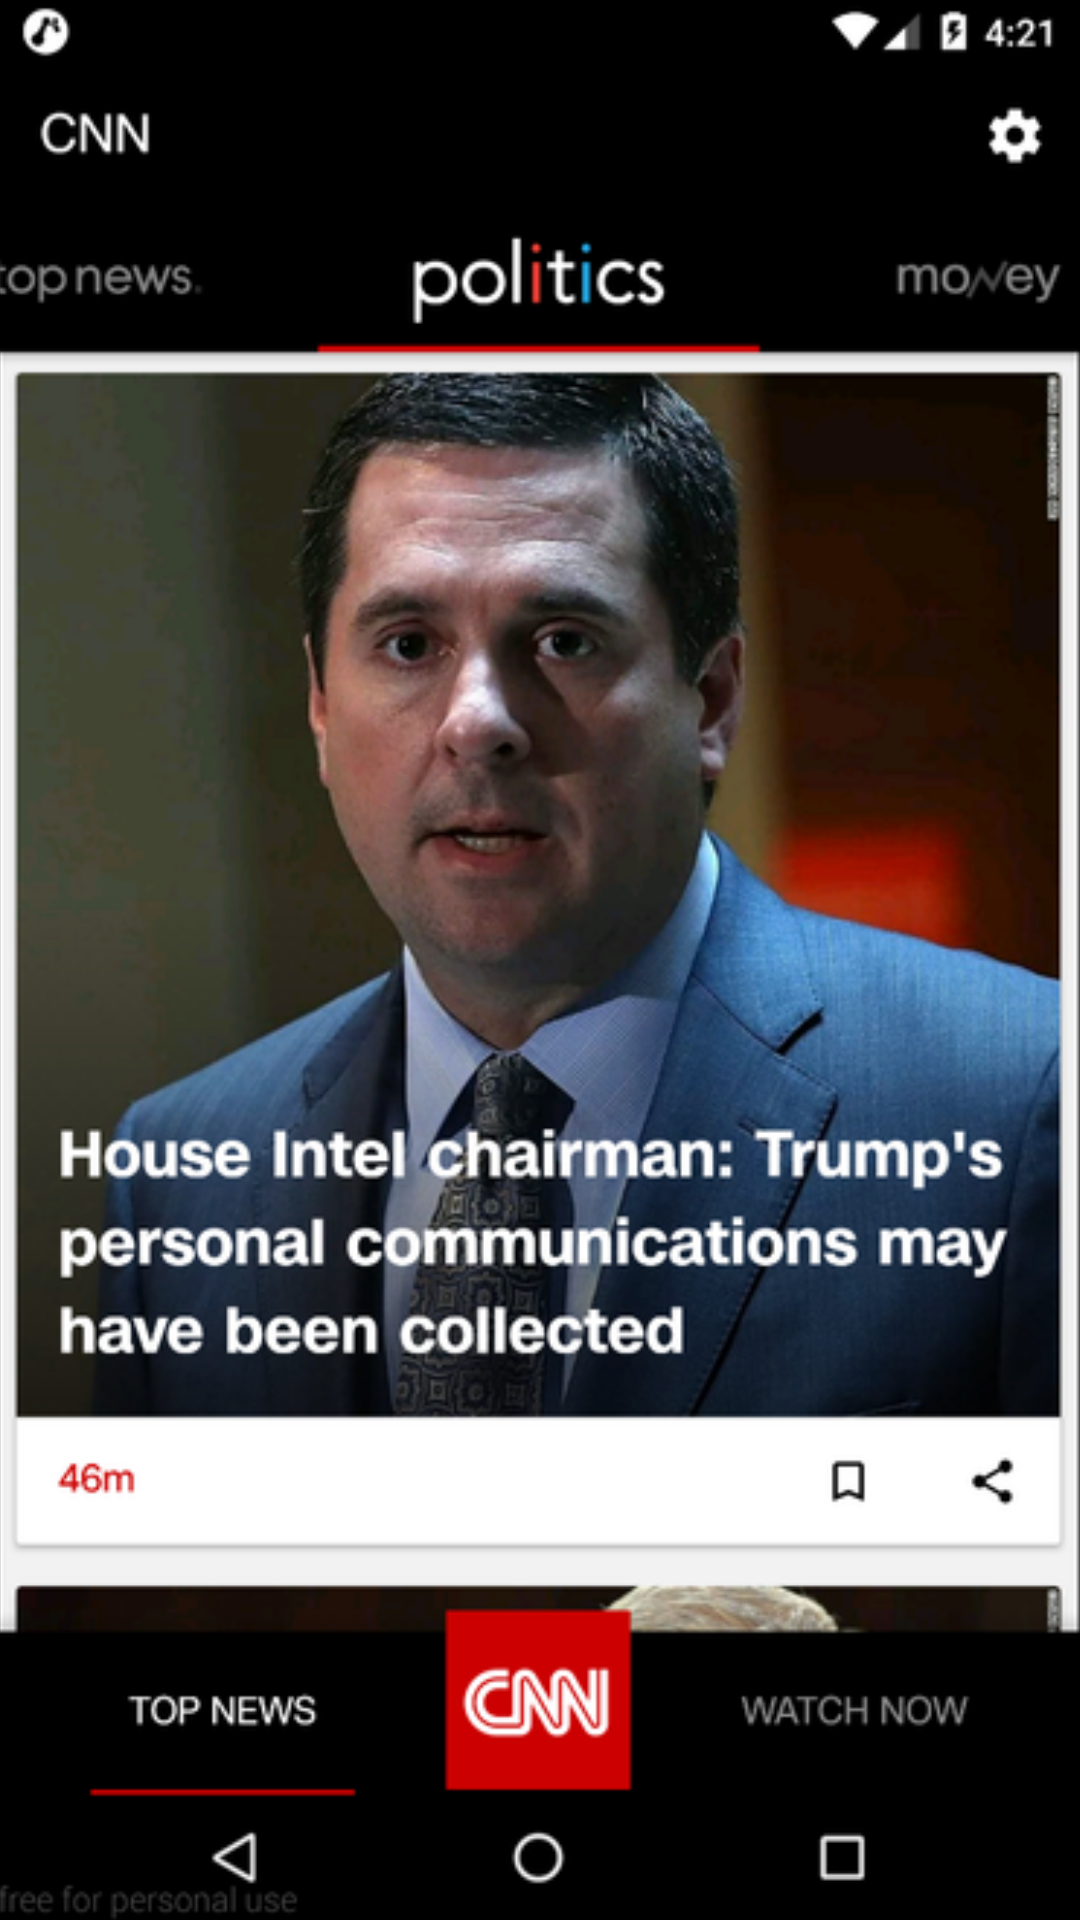 4:21
CNN
top news.
politics
money
House Intel chairman: Trump's
personal communications may
have been collected
46m
TOP NEWS
CNN
WATCH NOW
free for personal use